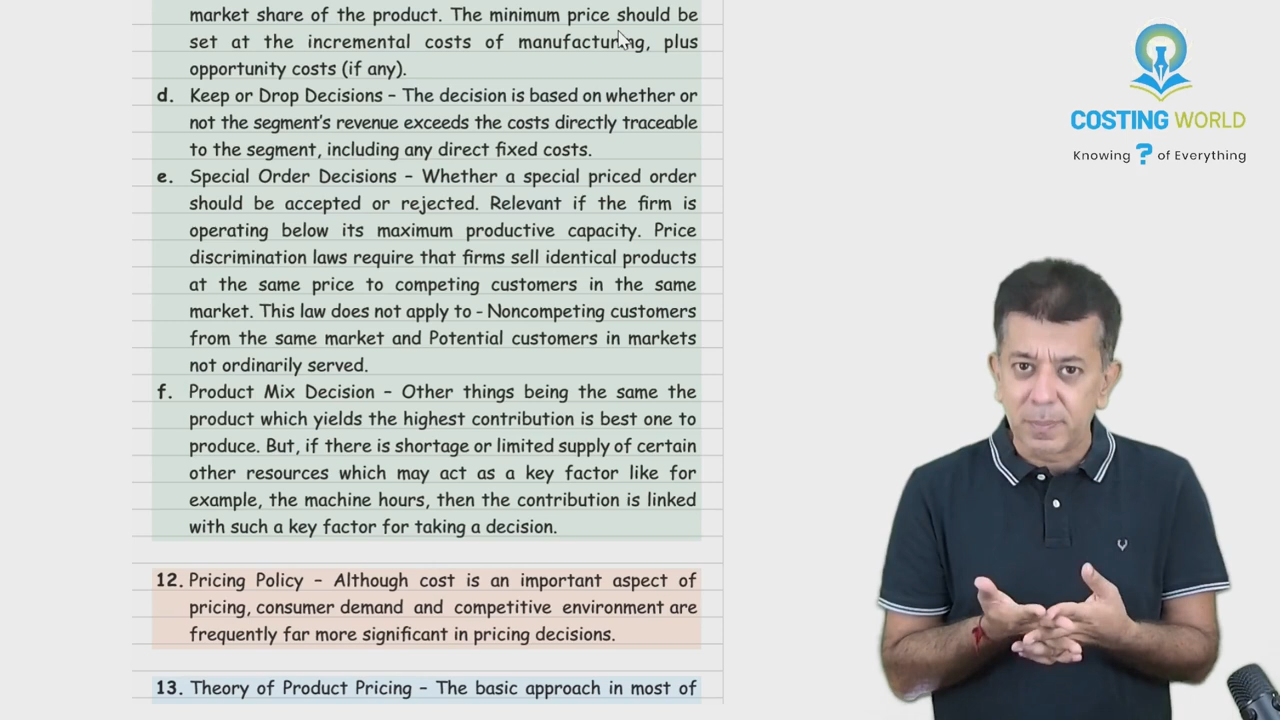 market share of the product. The minimum price should be
set at the incremental costs of manufacturing, plus
opportunity costs (if any).
d. Keep or Drop Decisions – The decision is based on whether or
not the segment's revenue exceeds the costs directly traceable
to the segment, including any direct fixed costs.
e. Special Order Decisions – Whether a special priced order
should be accepted or rejected. Relevant if the firm is
operating below its maximum productive capacity. Price
discrimination laws require that firms sell identical products
at the same price to competing customers in the same
market. This law does not apply to - Noncompeting customers
from the same market and Potential customers in markets
not ordinarily served.
f. Product Mix Decision – Other things being the same the
product which yields the highest contribution is best one to
produce. But, if there is shortage or limited supply of certain
other resources which may act as a key factor like for
example, the machine hours, then the contribution is linked
with such a key factor for taking a decision.
12. Pricing Policy – Although cost is an important aspect of
pricing, consumer demand and competitive environment are
frequently far more significant in pricing decisions.
13. Theory of Product Pricing – The basic approach in most of
COSTING WORLD
Knowing ? of Everything